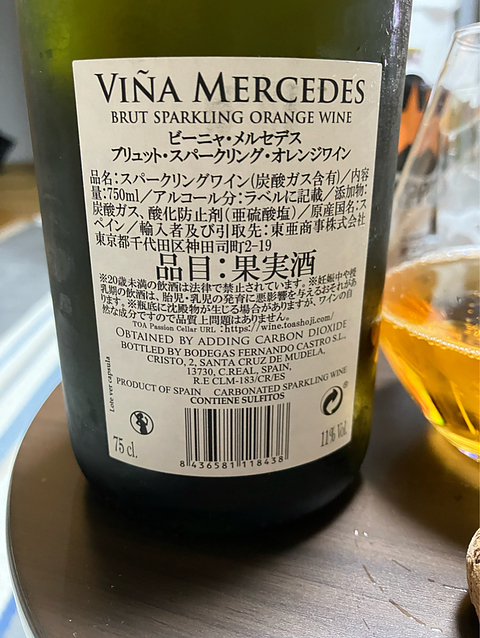 VIÑA MERCEDES
BRUT SPARKLING ORANGE WINE
ビーニャ・メルセデス
ブリュット・スパークリング・オレンジワイン
品名:スパークリングワイン(炭酸ガス含有)/内容
量:750ml/アルコール分:ラベルに記載/添加物:
炭酸ガス、酸化防止剤(亜硫酸塩)/原産国名:ス
ペイン/輸入者及び引取先:東亜商事株式会社
東京都千代田区神田司町2-19
品目:果実酒
※20歳未満の飲酒は法律で禁止されています。※妊娠中や授
乳期の飲酒は、胎児・乳児の発育に悪影響を与えるおそれがあ
ります。※瓶底に沈殿物が生じる場合がありますが、ワインの自
然な成分ですので品質上問題はありません。
TOA Passion Cellar URL :https://wine.toashoji.com/
OBTAINED BY ADDING CARBON DIOXIDE
BOTTLED BY BODEGAS FERNANDO CASTRO S.L.,
CRISTO, 2, SANTA CRUZ DE MUDELA,
13730, C.REAL, SPAIN,
R.E CLM-183/CR/ES
PRODUCT OF SPAIN CARBONATED SPARKLING WINE
CONTIENE SULFITOS
Lote ver capsula
75 cl.
11% Vol.
8 436581 118438